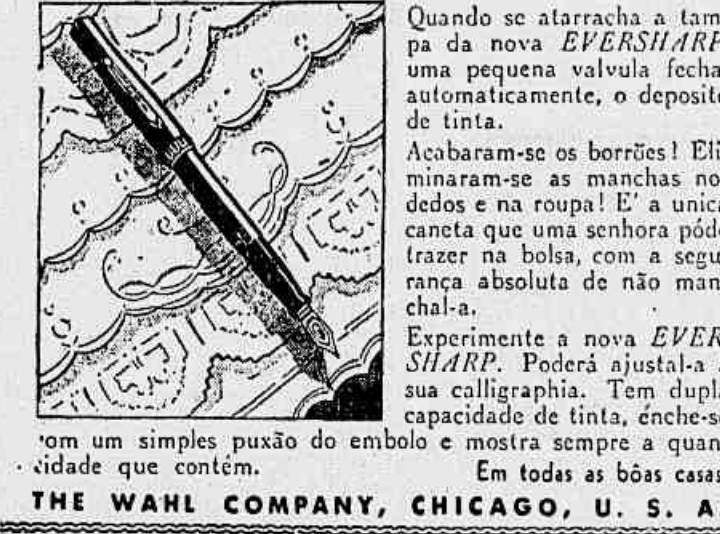 Quando se atarracha a tam
pa da nova EVERSHARP
uma pequena valvula fecha
automaticamente, o deposito
de tinta.
Acabaram-se os borrões! Eli
minaram-se as manchas no
dedos e na roupa! E' a unica
caneta que uma senhora póde
trazer na bolsa, com a segu
rança absoluta de não man
chal-a.
Experimente a nova EVER
SHARP. Poderá ajustal-a
sua calligraphia. Tem dupl
capacidade de tinta, énche-se
om um simples puxão do embolo e mostra sempre a quan
idade que contém.
Em todas as bôas casas
THE WAHL COMPANY, CHICAGO, U. S. A